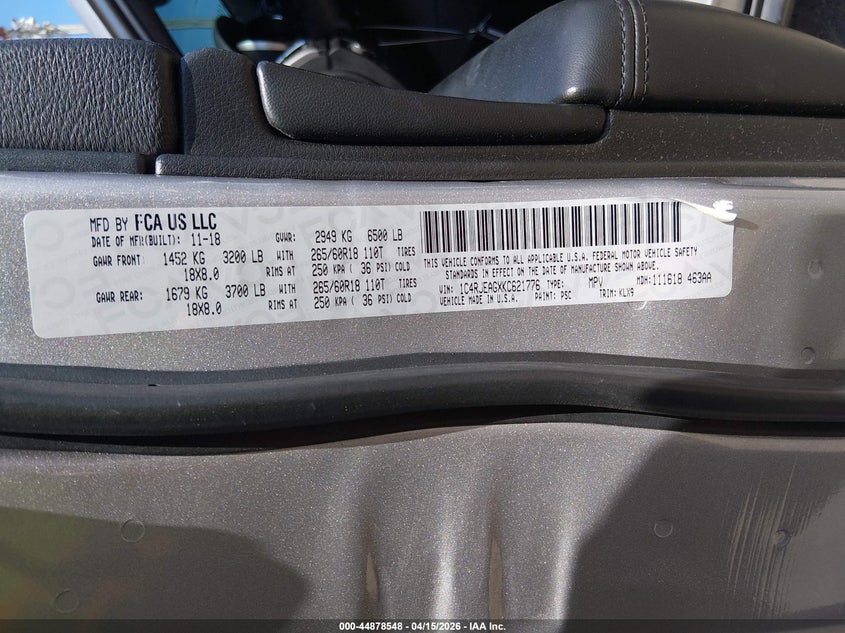 MFD BY FCA US LLC
DATE OF MFR(BUILT): 11-18 GVWR: 2949 KG 6500 LB
GAWR FRONT: 1452 KG 3200 LB WITH 265/60R18 110T TIRES
18X8.0 RIMS AT 250 KPA ( 36 PSI) COLD
GAWR REAR: 1679 KG 3700 LB WITH 265/60R18 110T TIRES
18X8.0 RIMS AT 250 KPA ( 36 PSI) COLD
THIS VEHICLE CONFORMS TO ALL APPLICABLE U.S.A. FEDERAL MOTOR VEHICLE SAFETY
STANDARDS IN EFFECT ON THE DATE OF MANUFACTURE SHOWN ABOVE.
VIN: 1C4RJEAGXKC621776 TYPE: MPV MDH: 111618 463AA
VEHICLE MADE IN U.S.A. PAINT: PSC TRIM: KLX9
000-44878548 - 04/15/2026 - IAA Inc.